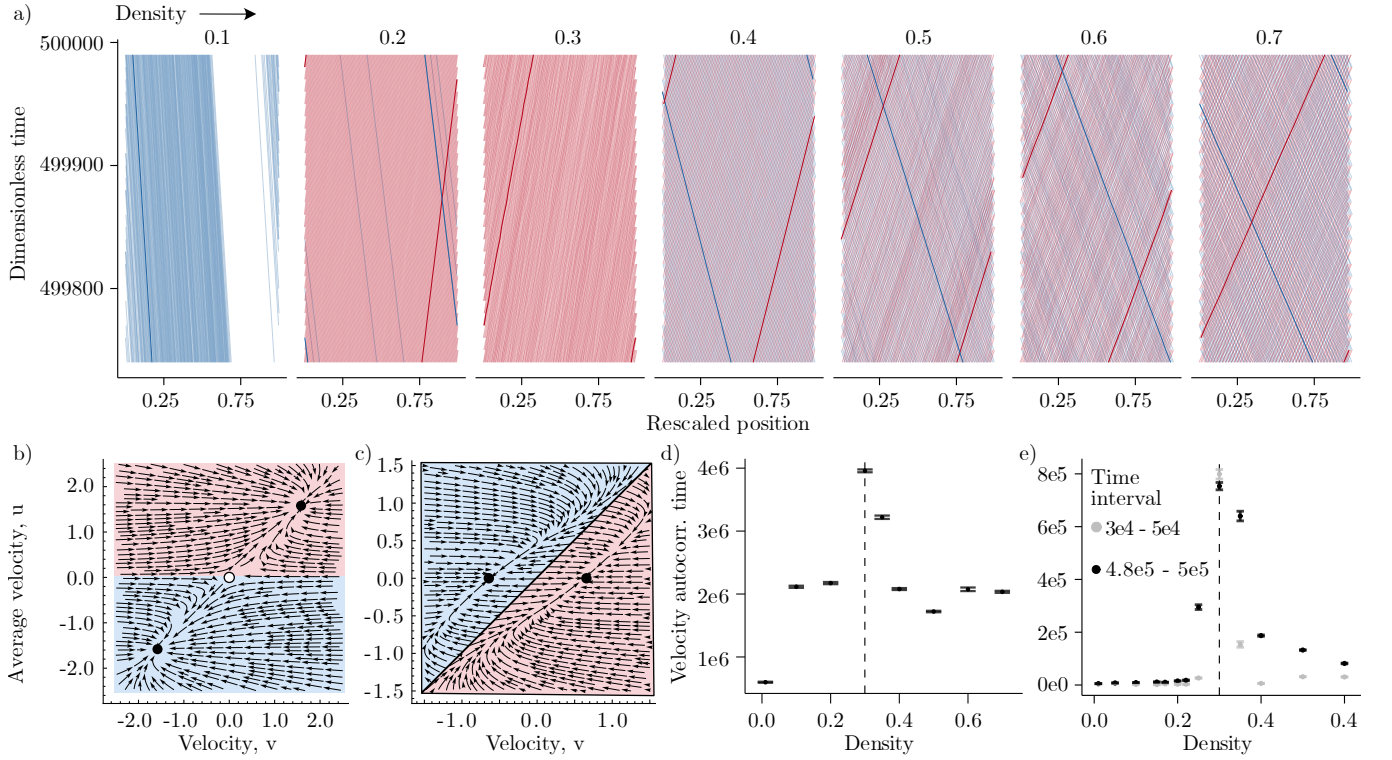 a)
Density
0.1 0.2 0.3 0.4 0.5 0.6 0.7
500000
499900
499800
Dimensionless time
0.25 0.75 0.25 0.75 0.25 0.75 0.25 0.75 0.25 0.75 0.25 0.75 0.25 0.75
Rescaled position
b)
2.0
1.0
0.0
-1.0
-2.0
Average velocity, u
-2.0 -1.0 0.0 1.0 2.0
Velocity, v
c)
1.5
1.0
0.5
0.0
-0.5
-1.0
-1.5
-1.0 0.0 1.0
Velocity, v
d)
4e6
3e6
2e6
1e6
Velocity autocorr. time
0.0 0.2 0.4 0.6
Density
e)
8e5
6e5
4e5
2e5
0e0
Time
interval
3e4 - 5e4
4.8e5 - 5e5
0.0 0.1 0.2 0.3 0.4 0.4
Density